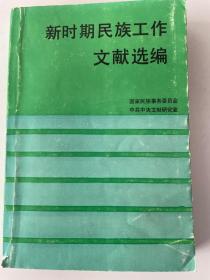 新时期民族工作
文献选编
国家民族事务委员会
中共中央文献研究室